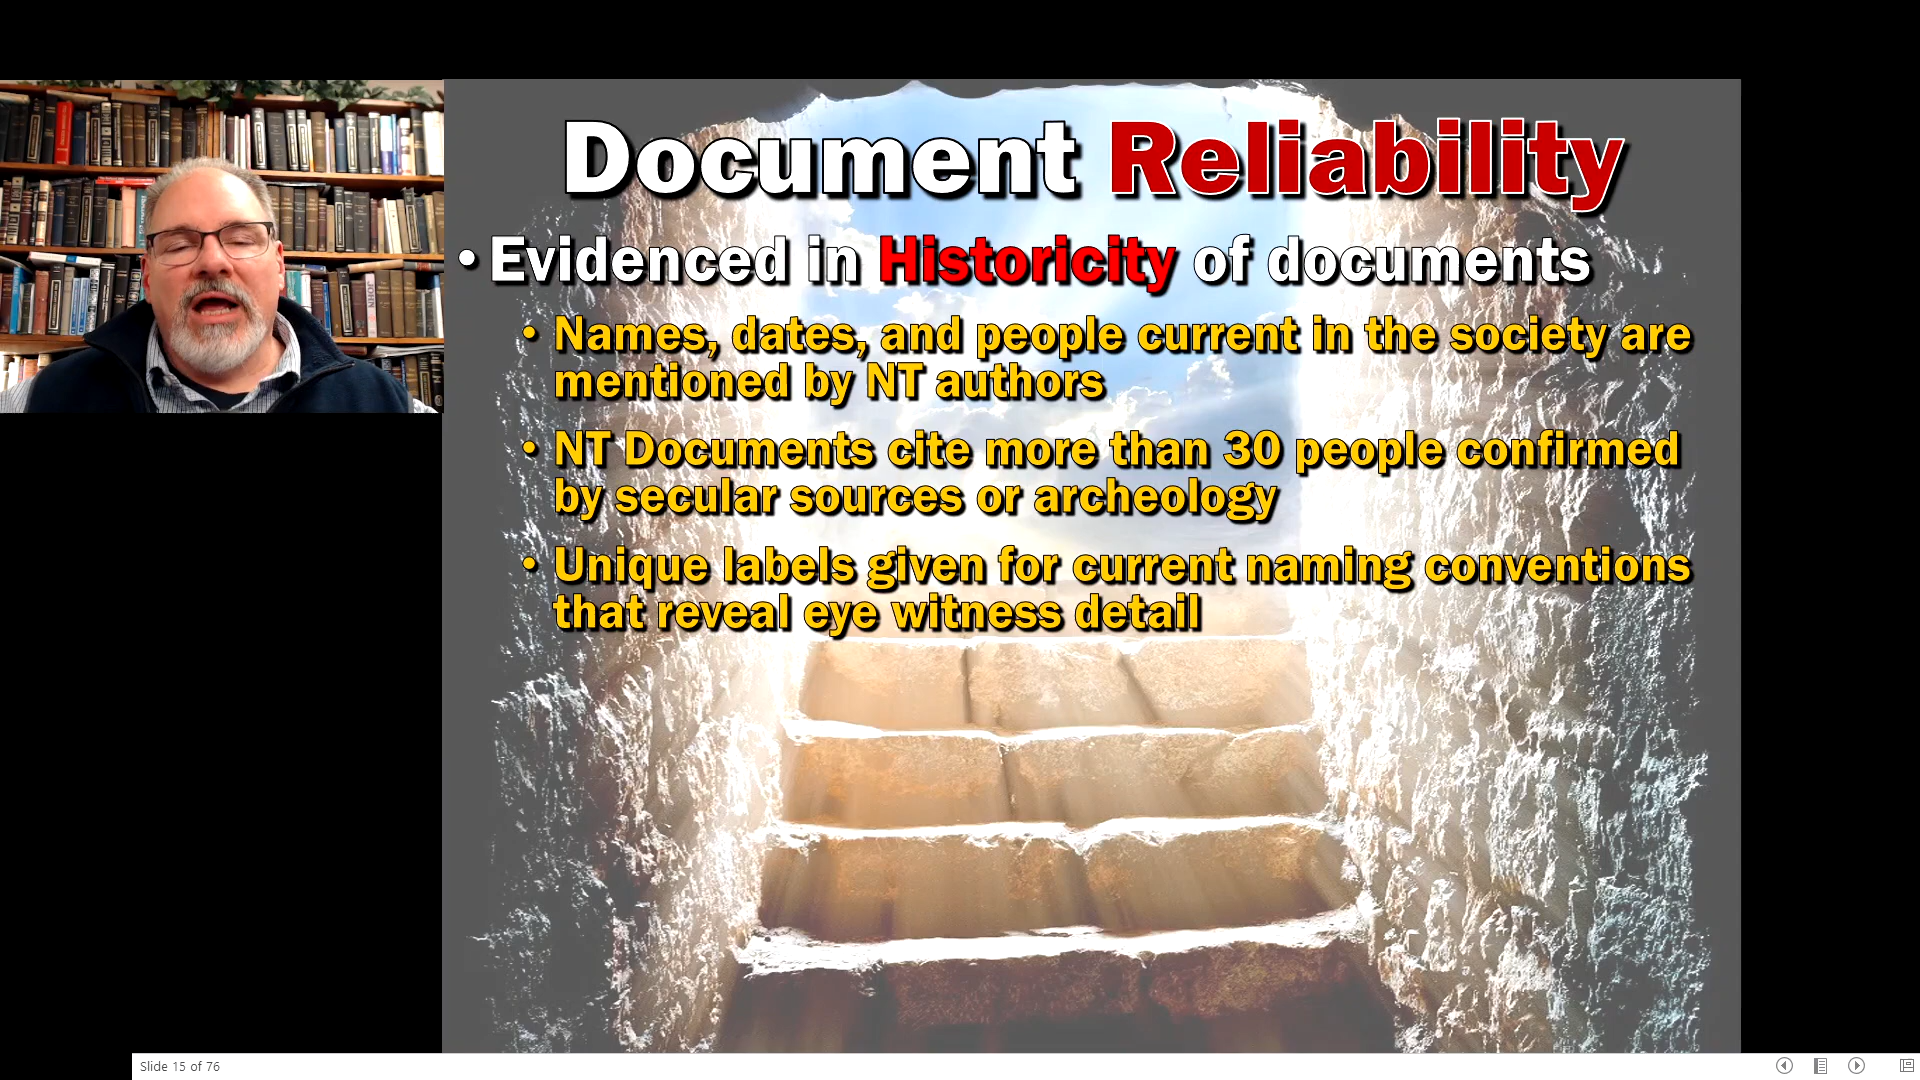 Document Reliability
• Evidenced in Historicity of documents
• Names, dates, and people current in the society are
mentioned by NT authors
• NT Documents cite more than 30 people confirmed
by secular sources or archeology
• Unique labels given for current naming conventions
that reveal eye witness detail
JOHN
Slide 15 of 76